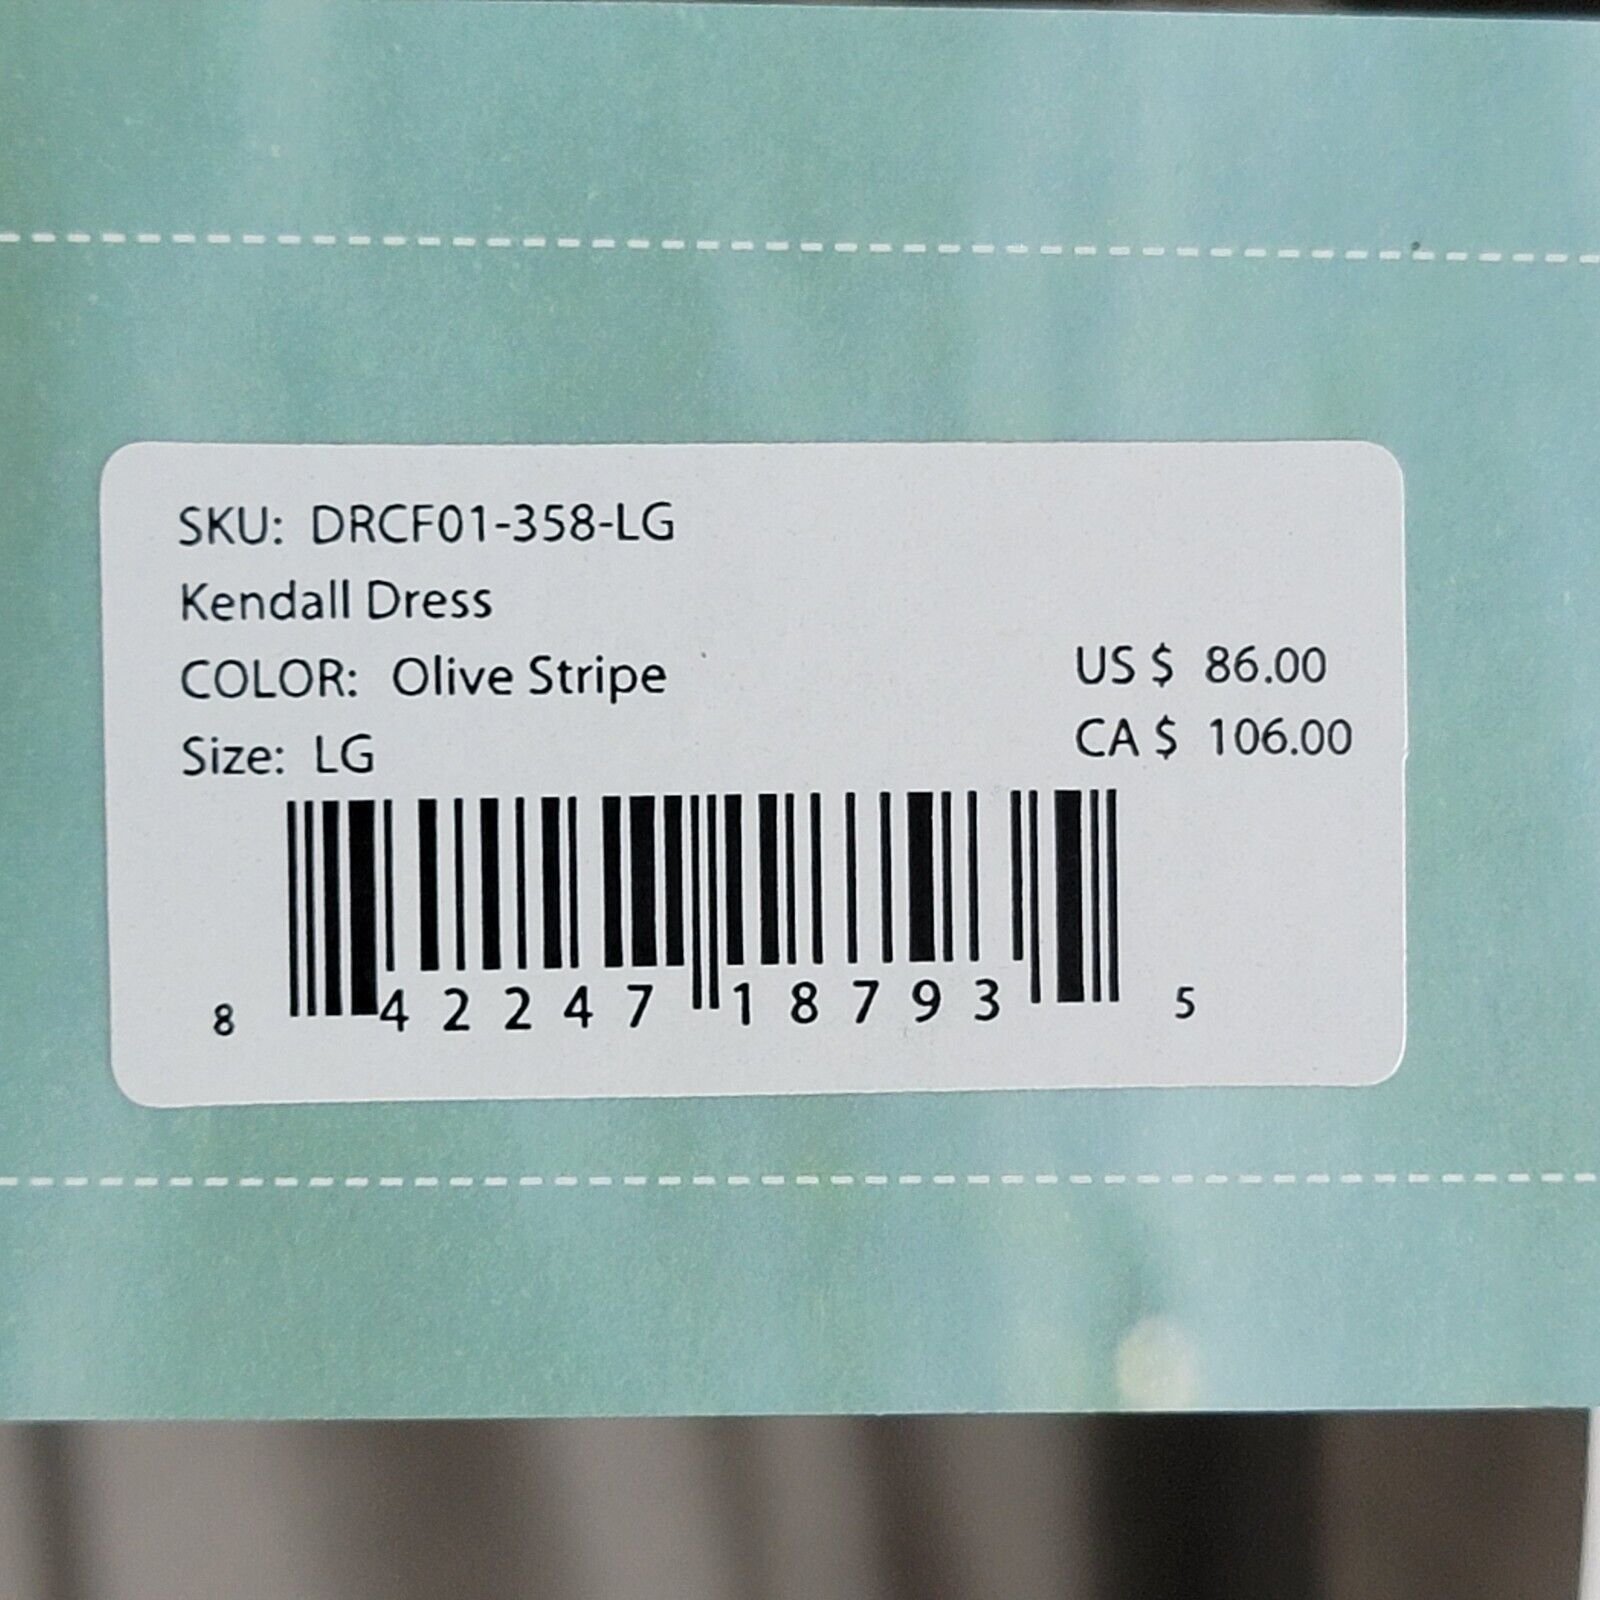 SKU: DRCF01-358-LG
Kendall Dress
COLOR: Olive Stripe
US $ 86.00
Size: LG
CA $ 106.00
8 42247 18793 5